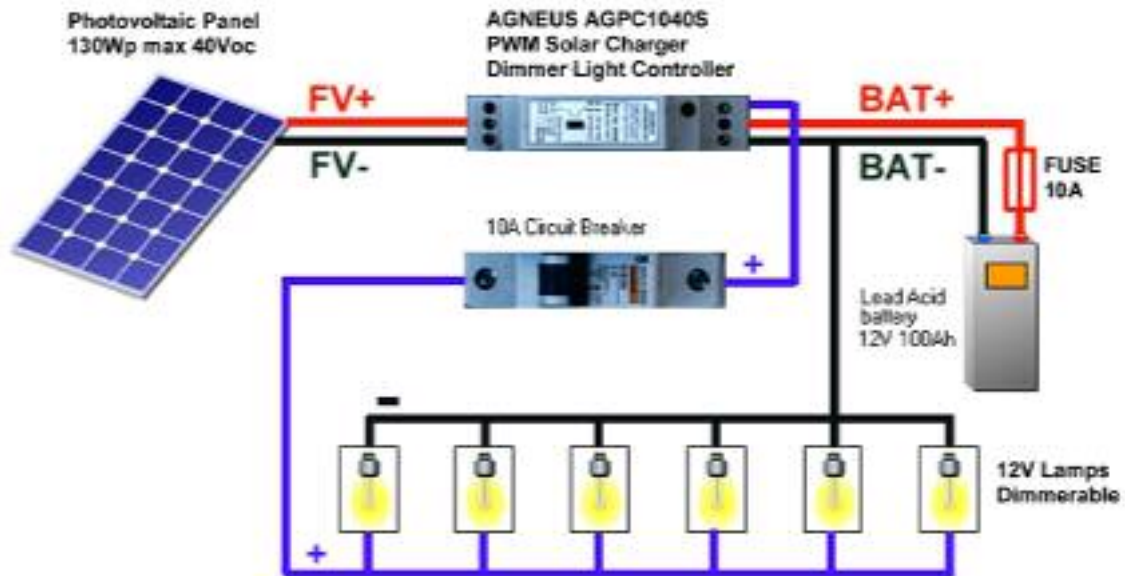 Photovoltaic Panel
130Wp max 40Voc
AGNEUS AGPC1040S
PWM Solar Charger
Dimmer Light Controller
FV+
FV-
BAT+
BAT-
FUSE
10A
10A Circuit Breaker
+
Lead Acid
battery
12V 100Ah
-
12V Lamps
Dimmerable
+